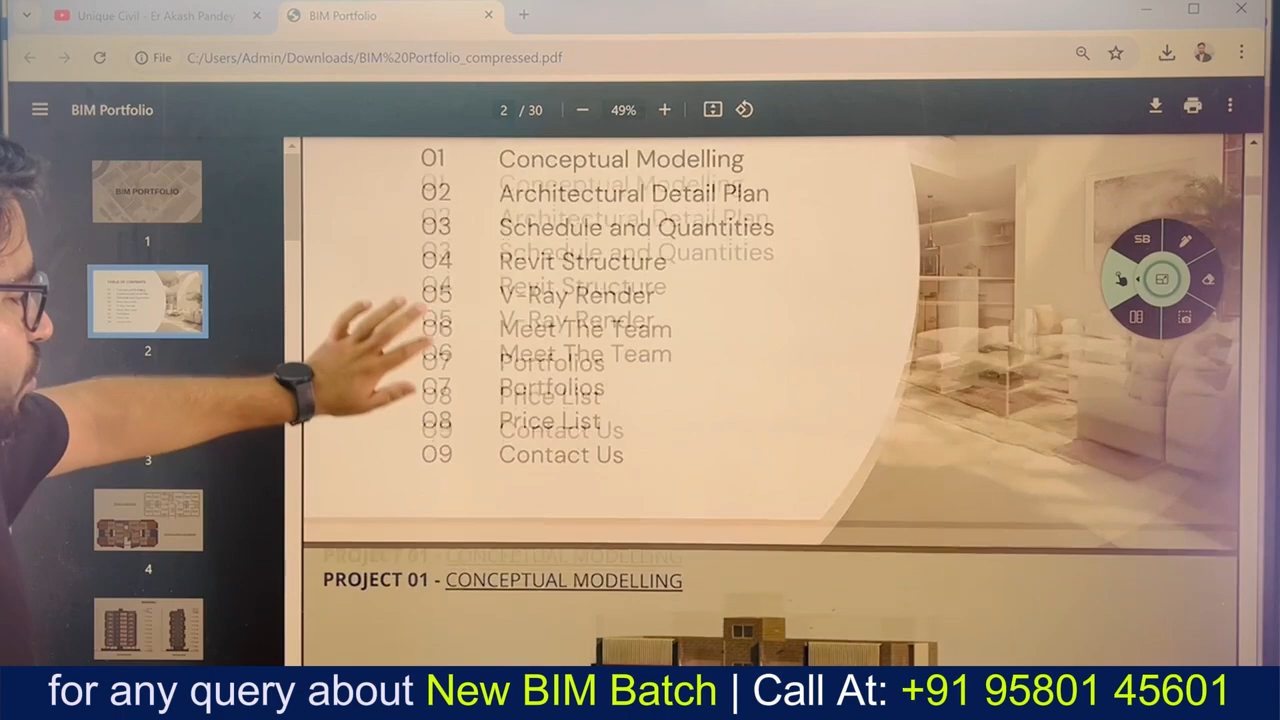 Unique Civil - Er Akash Pandey
BIM Portfolio
File
C:/Users/Admin/Downloads/BIM%20Portfolio_compressed.pdf
BIM Portfolio
2 / 30
49%
BIM PORTFOLIO
1
TABLE OF CONTENTS
2
3
4
01 Conceptual Modelling
02 Architectural Detail Plan
03 Schedule and Quantities
04 Revit Structure
05 V-Ray Render
06 Meet The Team
07 Portfolios
08 Price List
09 Contact Us
SB
PROJECT 01 - CONCEPTUAL MODELLING
for any query about New BIM Batch | Call At: +91 95801 45601